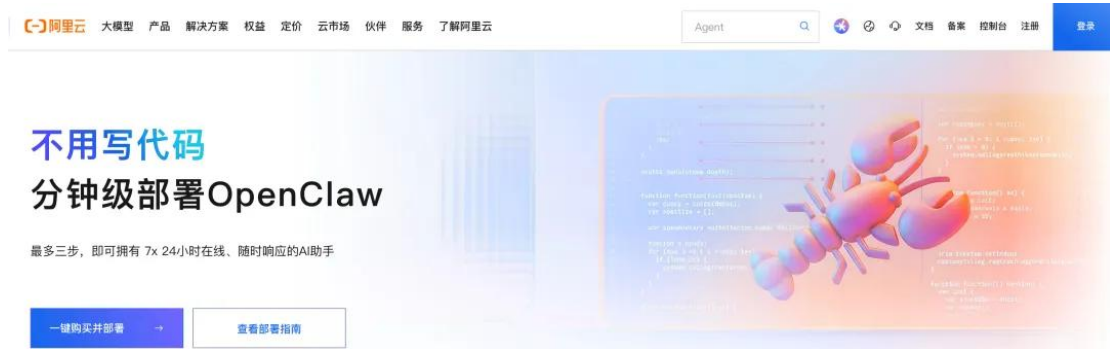 (-)阿里云
大模型 产品 解决方案 权益 定价 云市场 伙伴 服务 了解阿里云
Agent
文档 备案 控制台 注册 登录
不用写代码
分钟级部署OpenClaw
最多三步，即可拥有 7x 24小时在线、随时响应的AI助手
一键购买并部署 →
查看部署指南